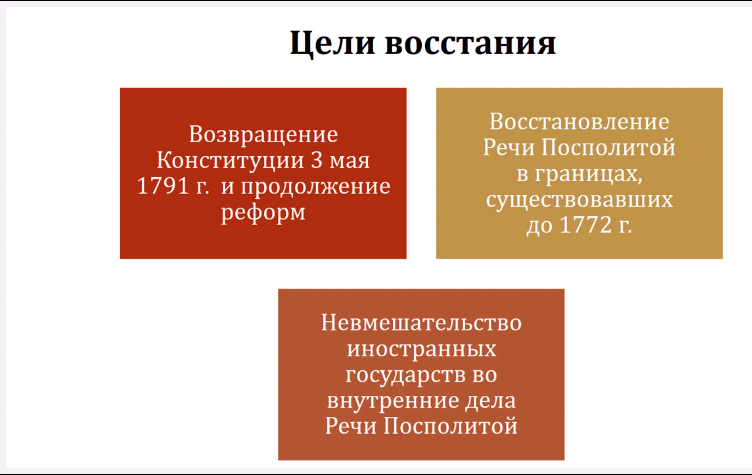 Цели восстания
Возвращение
Конституции 3 мая
1791 г.  и продолжение
реформ
Восстановление
Речи Посполитой
в границах,
существовавших
до 1772 г.
Невмешательство
иностранных
государств во
внутренние дела
Речи Посполитой